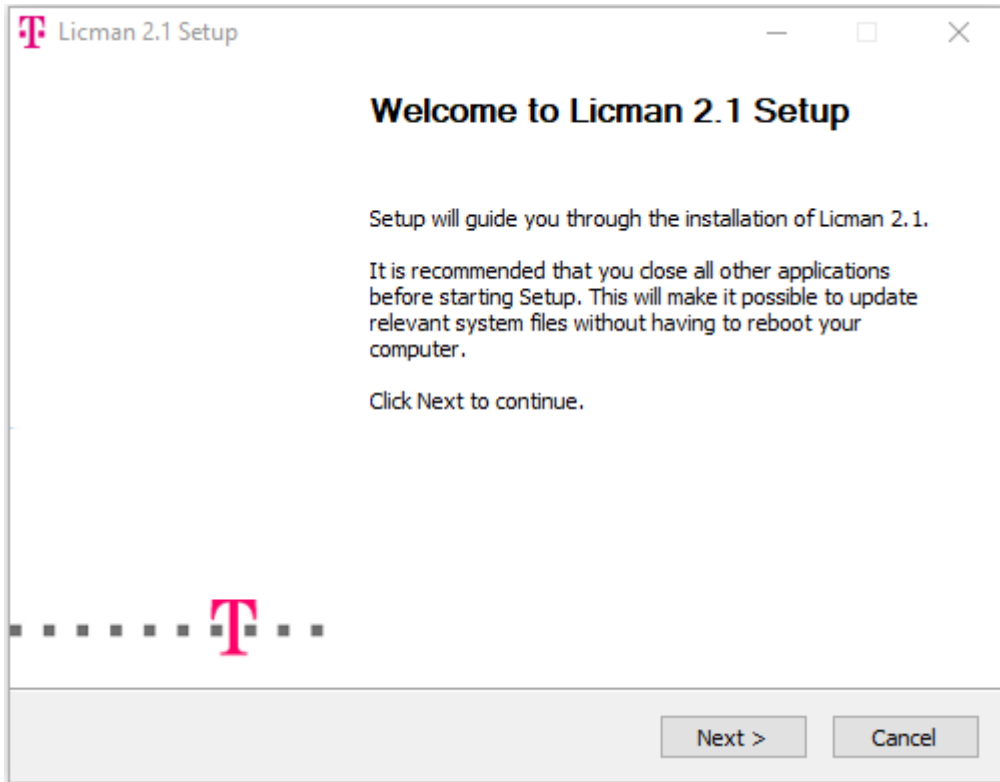 Licman 2.1 Setup
Welcome to Licman 2.1 Setup
Setup will guide you through the installation of Licman 2.1.
It is recommended that you close all other applications
before starting Setup. This will make it possible to update
relevant system files without having to reboot your
computer.
Click Next to continue.
T
Next >
Cancel